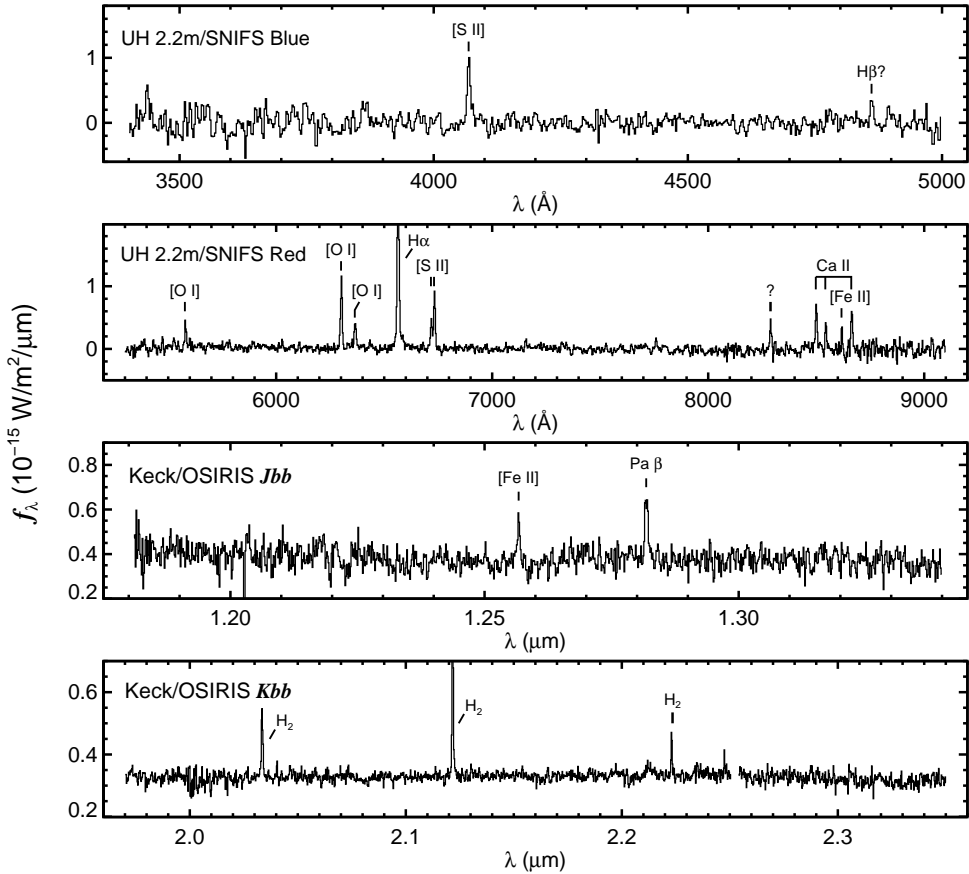 UH 2.2m/SNIFS Blue
[S II]
Hβ?
1
0
3500 4000 4500 5000
λ (Å)
UH 2.2m/SNIFS Red
[O I]
[O I]
[O I]
Hα
[S II]
?
Ca II
[Fe II]
1
0
6000 7000 8000 9000
λ (Å)
fλ (10⁻¹⁵ W/m²/μm)
Keck/OSIRIS Jbb
[Fe II]
Pa β
0.8
0.6
0.4
0.2
1.20 1.25 1.30
λ (μm)
Keck/OSIRIS Kbb
H₂
H₂
H₂
0.6
0.4
0.2
2.0 2.1 2.2 2.3
λ (μm)